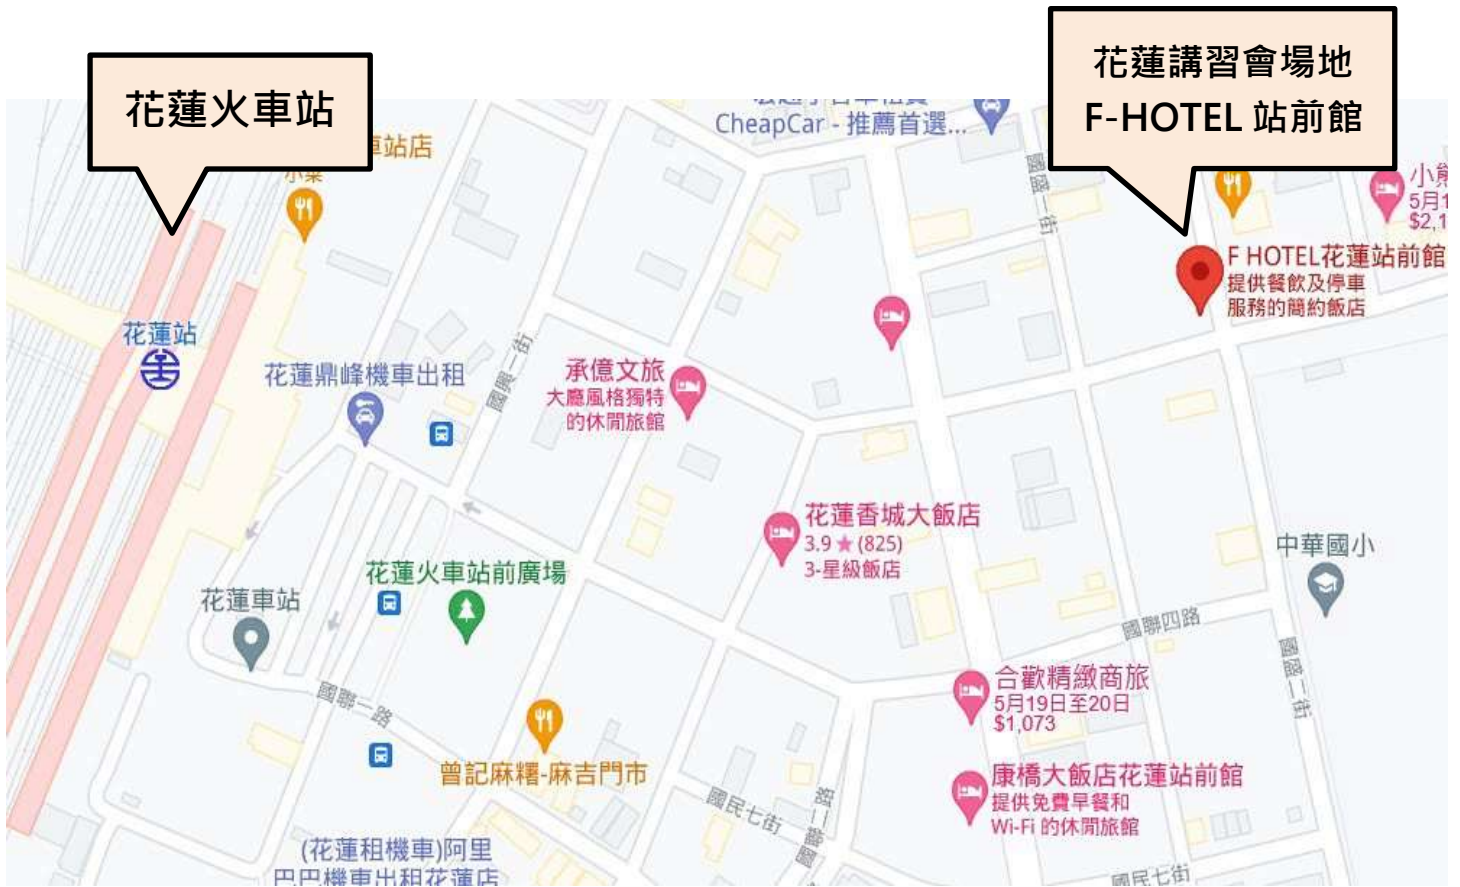 花蓮火車站
花蓮講習會場地
F-HOTEL 站前館
CheapCar - 推薦首選...
車站店
小菜
國盛一街
5月1
$2,1
F HOTEL花蓮站前館
提供餐飲及停車
服務的簡約飯店
花蓮站
花蓮鼎峰機車出租
國興一街
承億文旅
大廳風格獨特
的休閒旅館
花蓮香城大飯店
3.9 ★ (825)
3-星級飯店
中華國小
花蓮火車站前廣場
花蓮車站
國聯四路
國盛二街
國聯一路
合歡精緻商旅
5月19日至20日
$1,073
曾記麻糬-麻吉門市
康橋大飯店花蓮站前館
提供免費早餐和
Wi-Fi 的休閒旅館
國民七街
國聯二路
(花蓮租機車)阿里
巴巴機車出租花蓮店
國民七街